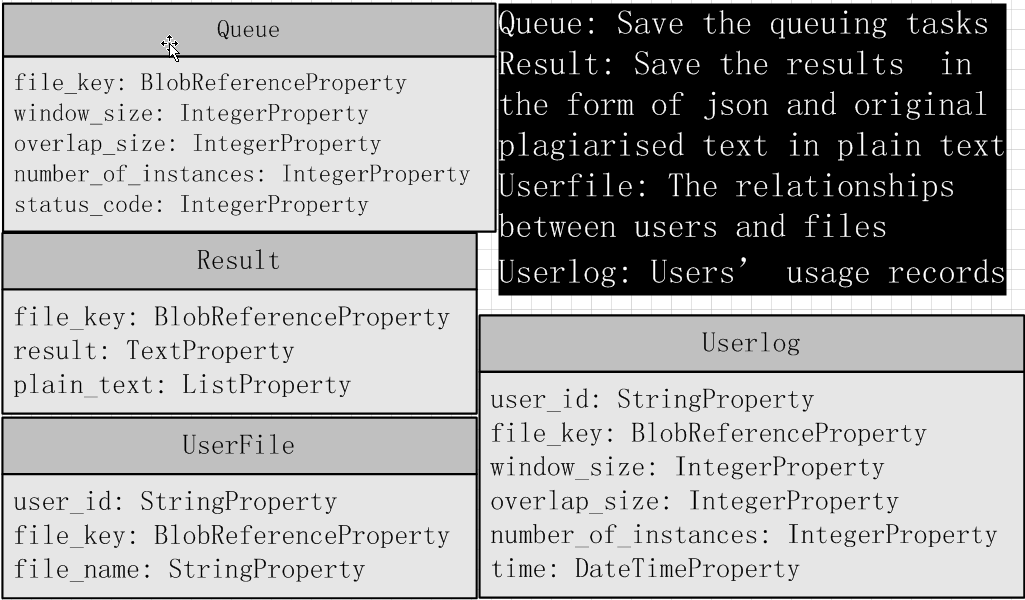 Queue
file_key: BlobReferenceProperty
window_size: IntegerProperty
overlap_size: IntegerProperty
number_of_instances: IntegerProperty
status_code: IntegerProperty
Queue: Save the queuing tasks
Result: Save the results in
the form of json and original
plagiarised text in plain text
Userfile: The relationships
between users and files
Userlog: Users’ usage records
Result
file_key: BlobReferenceProperty
result: TextProperty
plain_text: ListProperty
UserFile
user_id: StringProperty
file_key: BlobReferenceProperty
file_name: StringProperty
Userlog
user_id: StringProperty
file_key: BlobReferenceProperty
window_size: IntegerProperty
overlap_size: IntegerProperty
number_of_instances: IntegerProperty
time: DateTimeProperty